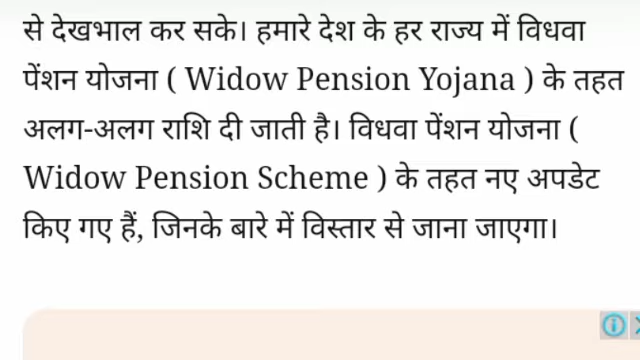 से देखभाल कर सके। हमारे देश के हर राज्य में विधवा
पेंशन योजना ( Widow Pension Yojana ) के तहत
अलग-अलग राशि दी जाती है। विधवा पेंशन योजना (
Widow Pension Scheme ) के तहत नए अपडेट
किए गए हैं, जिनके बारे में विस्तार से जाना जाएगा।